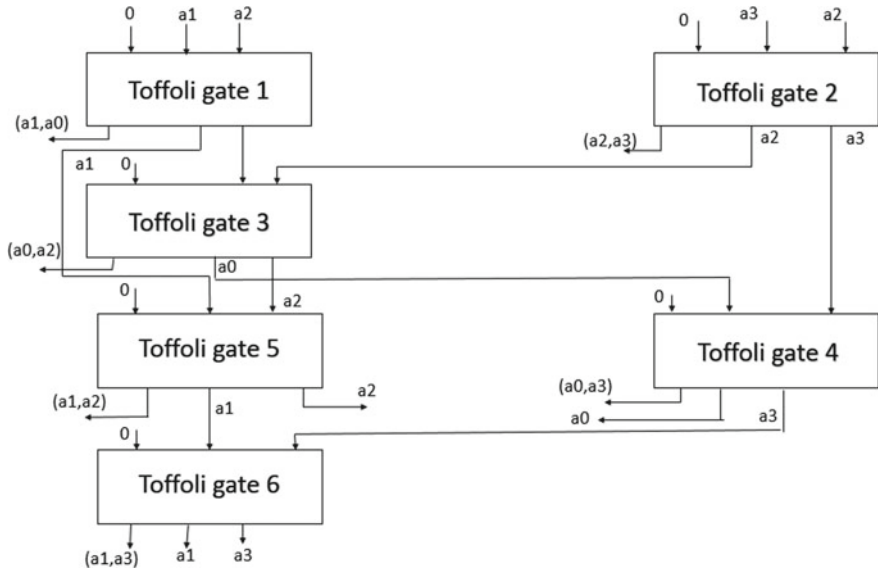 0 a1 a2
0 a3 a2
Toffoli gate 1
Toffoli gate 2
(a1,a0)
(a2,a3)
a2
a3
a1
0
Toffoli gate 3
(a0,a2)
a0
0
a2
0
Toffoli gate 5
Toffoli gate 4
(a1,a2)
a1
a2
(a0,a3)
a0
a3
0
Toffoli gate 6
(a1,a3)
a1
a3